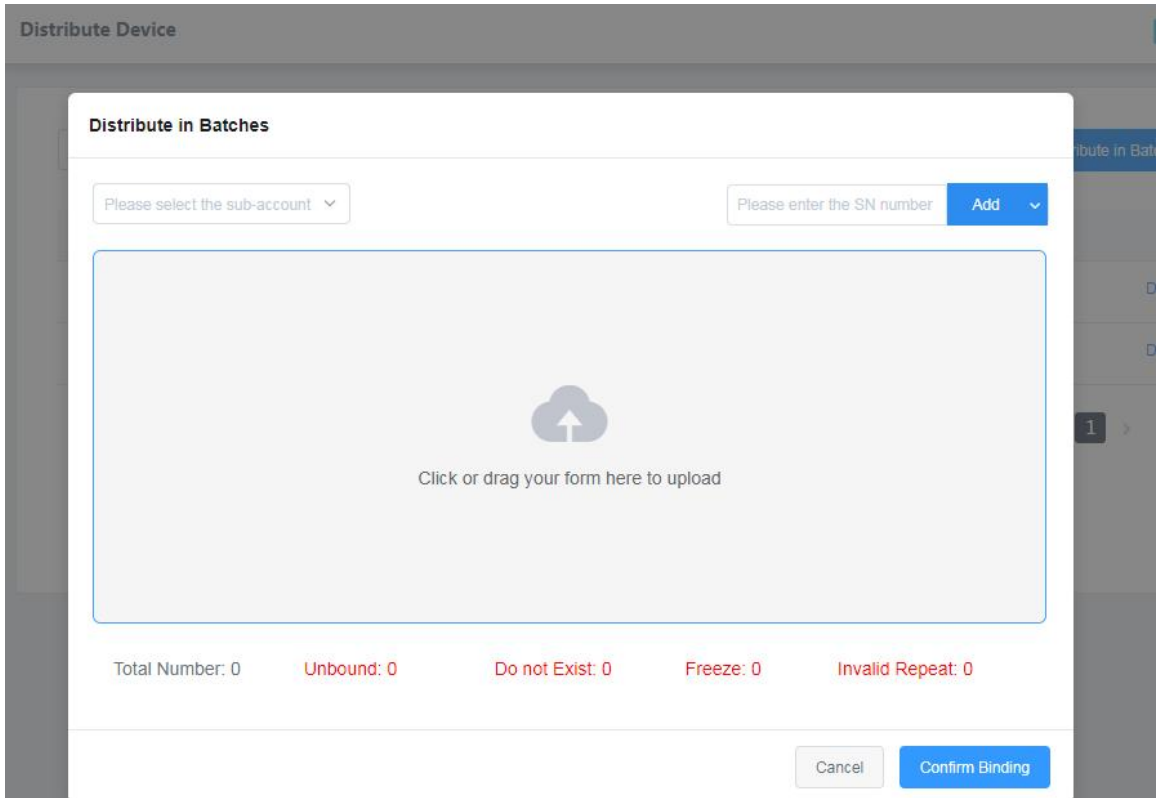 Distribute Device
Distribute in Batches
Please select the sub-account
Please enter the SN number
Add
Click or drag your form here to upload
1
Total Number: 0
Unbound: 0
Do not Exist: 0
Freeze: 0
Invalid Repeat: 0
Cancel
Confirm Binding